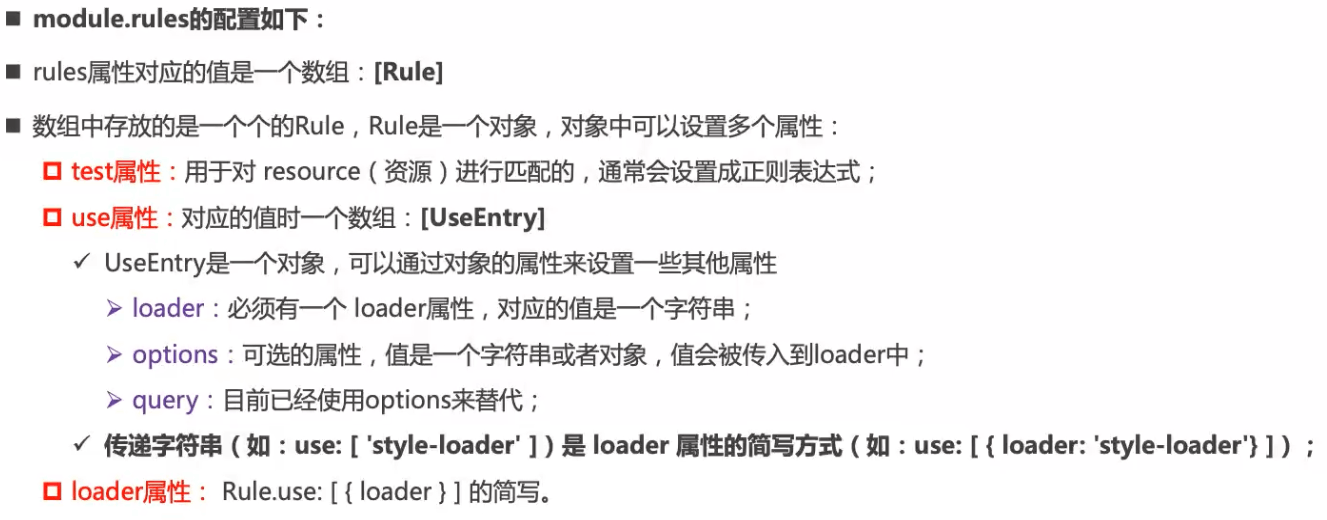 ■ module.rules的配置如下：
■ rules属性对应的值是一个数组：[Rule]
■ 数组中存放的是一个个的Rule，Rule是一个对象，对象中可以设置多个属性：
test属性：用于对 resource（资源）进行匹配的，通常会设置成正则表达式；
use属性：对应的值时一个数组：[UseEntry]
✓ UseEntry是一个对象，可以通过对象的属性来设置一些其他属性
➢ loader：必须有一个 loader属性，对应的值是一个字符串；
➢ options：可选的属性，值是一个字符串或者对象，值会被传入到loader中；
➢ query：目前已经使用options来替代；
✓ 传递字符串（如：use: [ 'style-loader' ]）是 loader 属性的简写方式（如：use: [ { loader: 'style-loader'} ]）；
loader属性： Rule.use: [ { loader } ] 的简写。